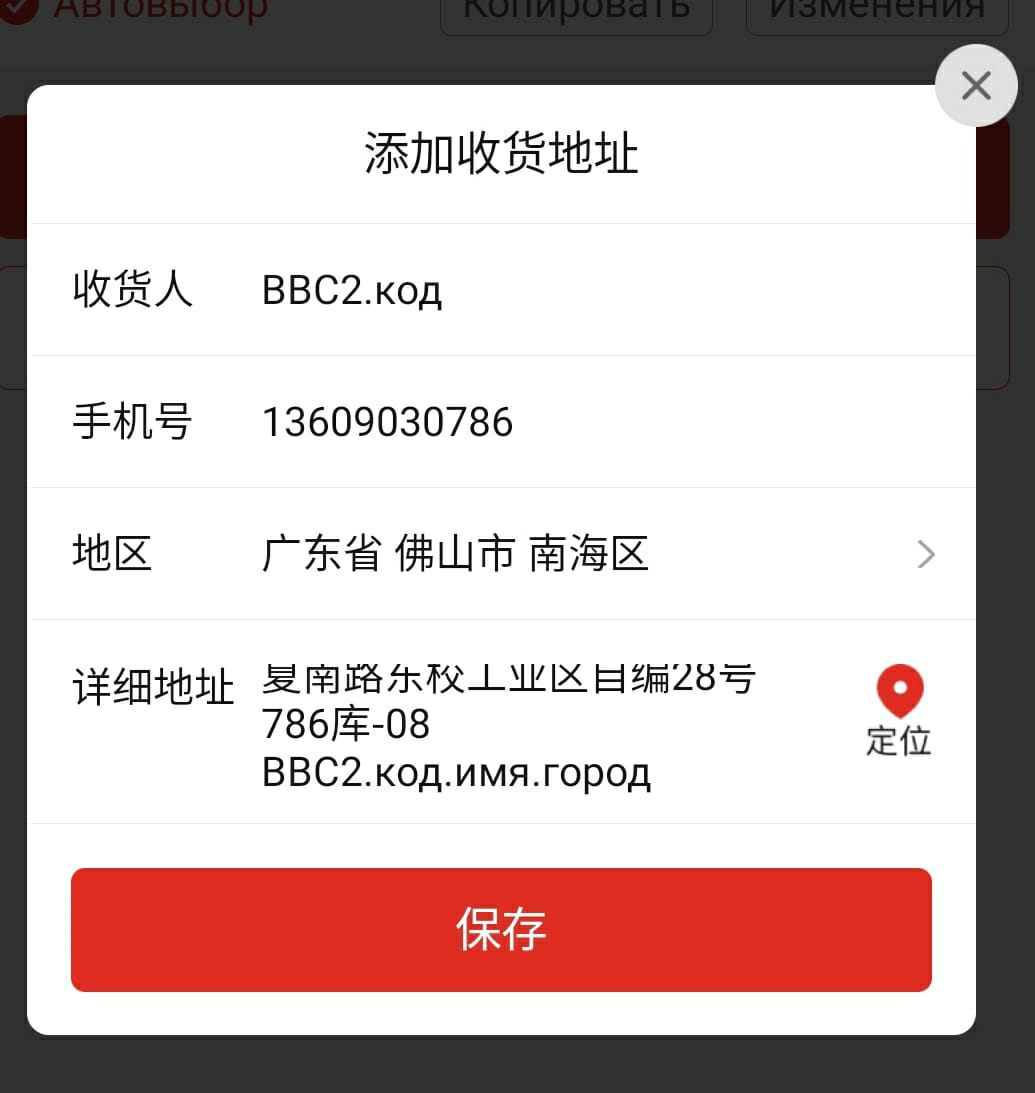 Автовыбор
Копировать
Изменения
添加收货地址
收货人 BBC2.код
手机号 13609030786
地区 广东省 佛山市 南海区
详细地址 夏南路东校工业区自编28号
786库-08
BBC2.код.имя.город
定位
保存